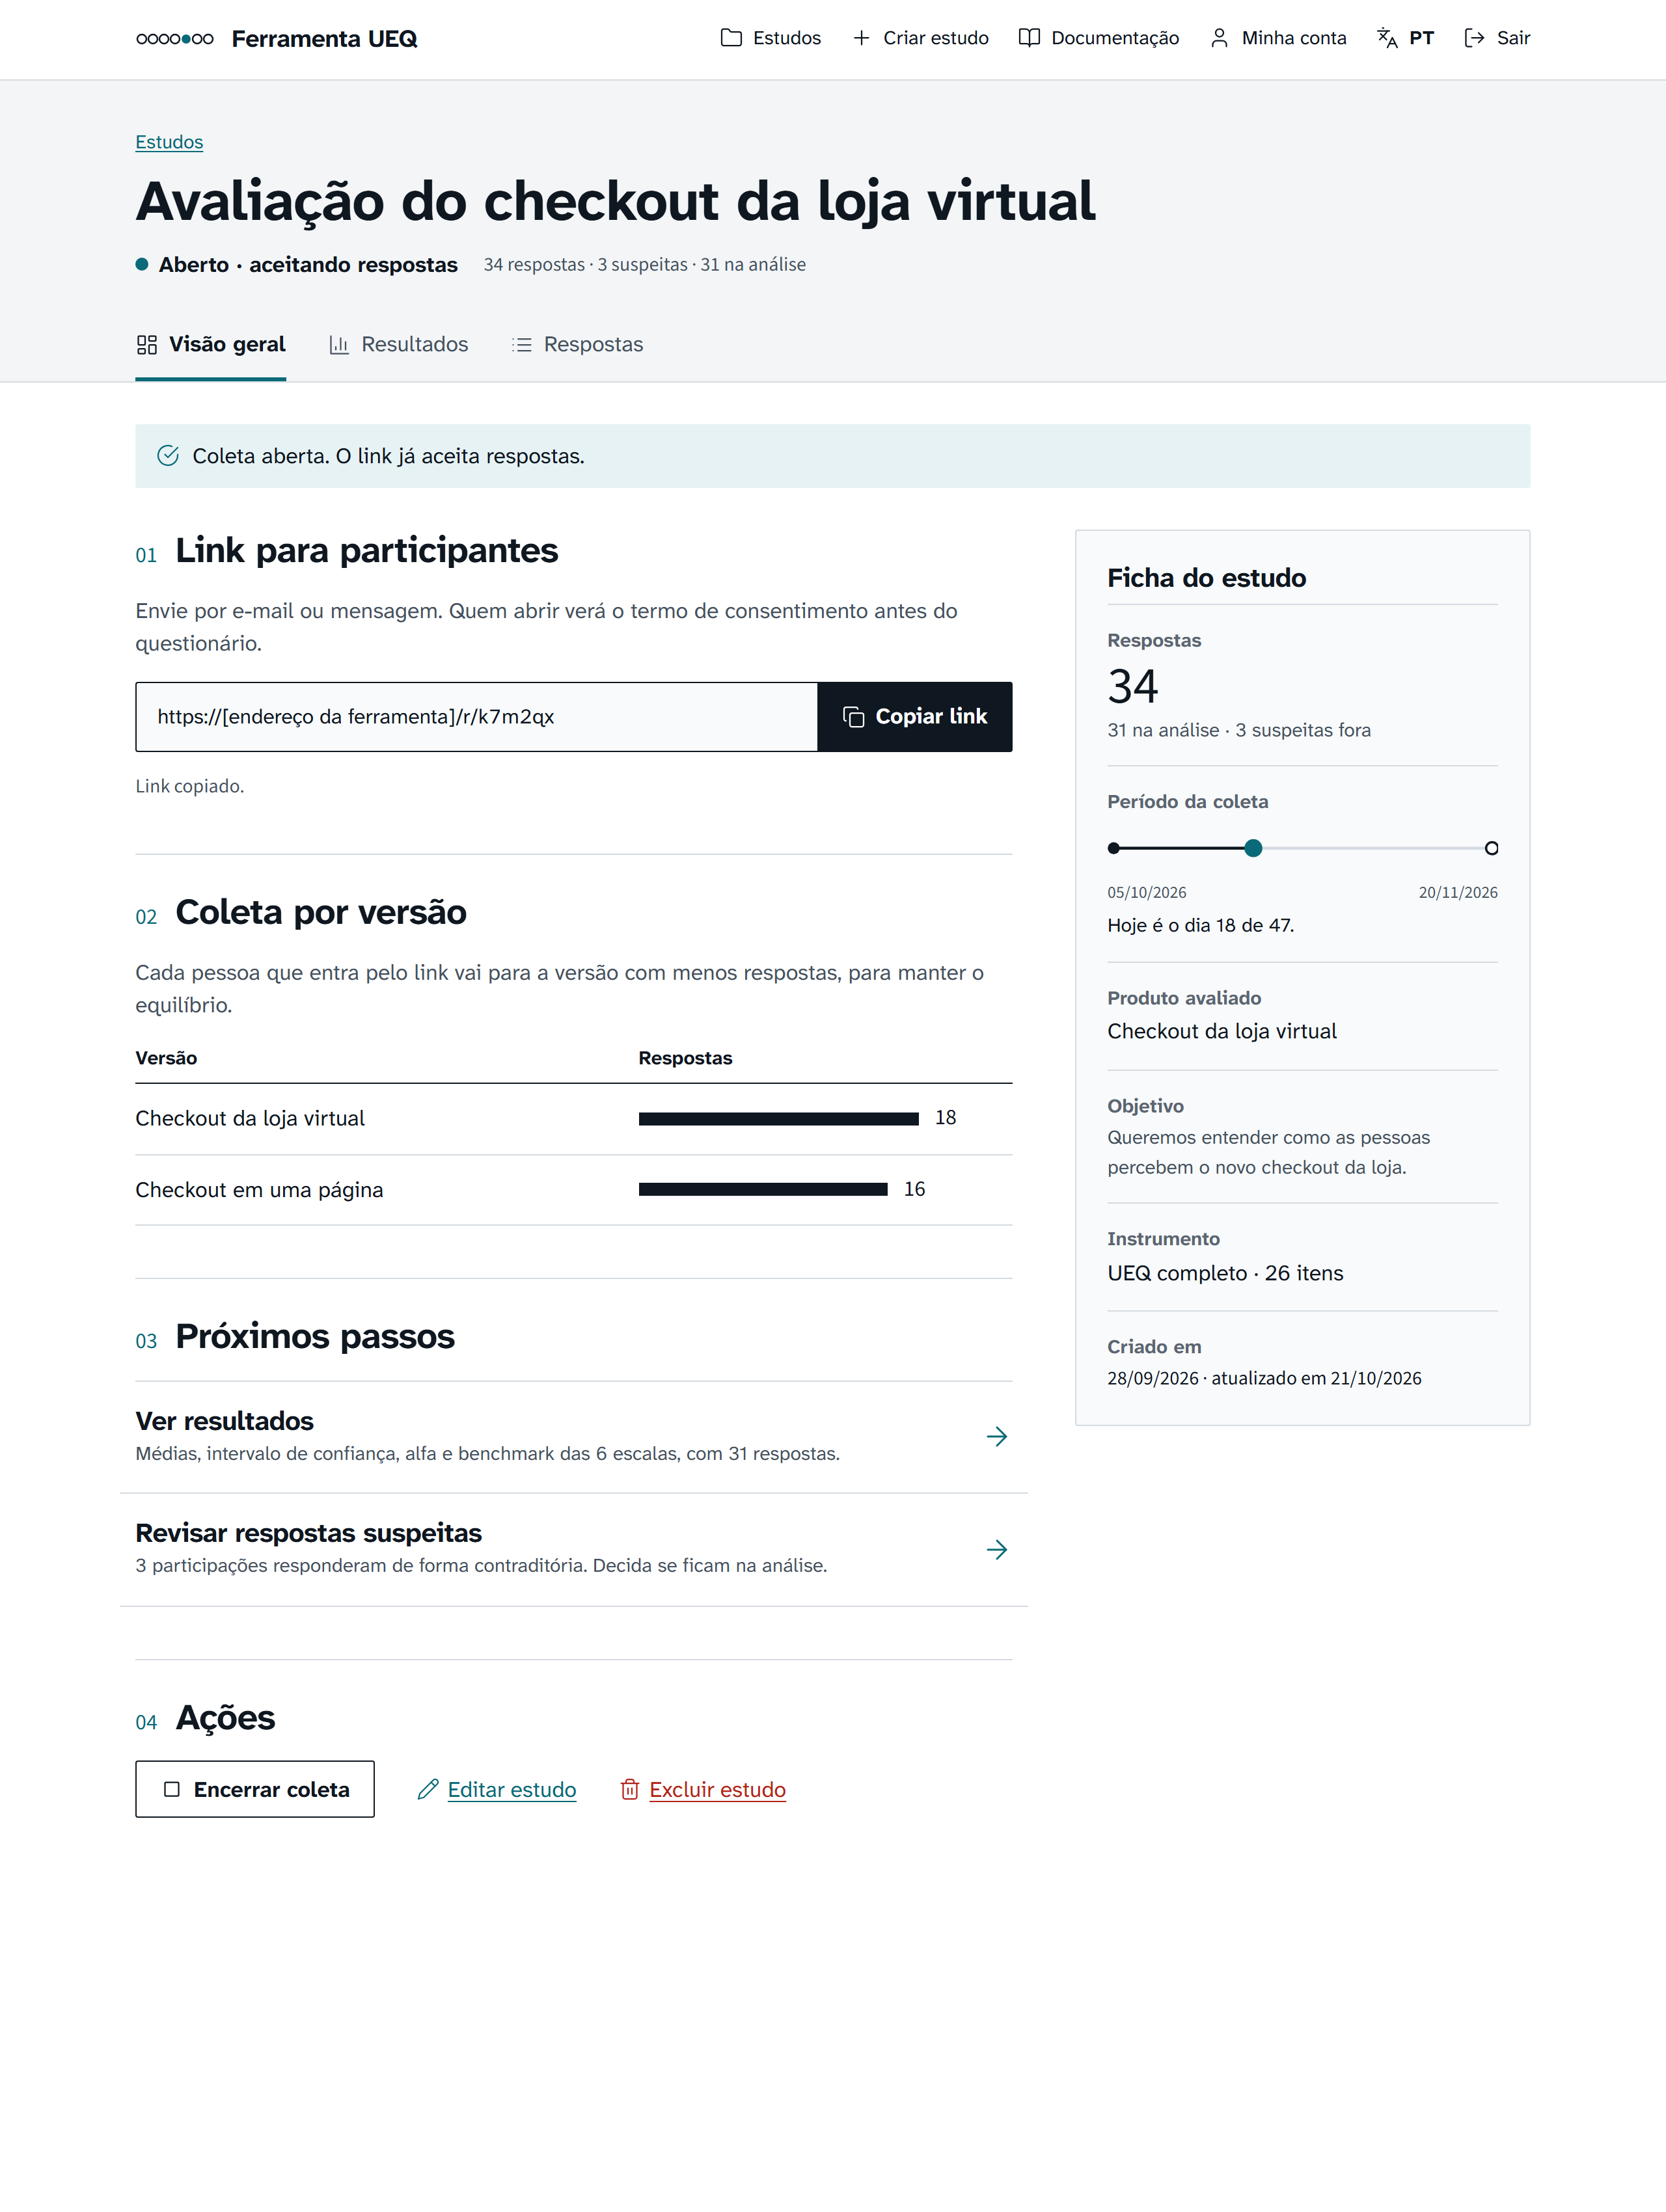 Ferramenta UEQ
Estudos
Criar estudo
Documentação
Minha conta
PT
Sair
Estudos
Avaliação do checkout da loja virtual
Aberto · aceitando respostas
34 respostas · 3 suspeitas · 31 na análise
Visão geral
Resultados
Respostas
Coleta aberta. O link já aceita respostas.
01 Link para participantes
Envie por e-mail ou mensagem. Quem abrir verá o termo de consentimento antes do
questionário.
https://[endereço da ferramenta]/r/k7m2qx
Copiar link
Link copiado.
02 Coleta por versão
Cada pessoa que entra pelo link vai para a versão com menos respostas, para manter o
equilíbrio.
Versão
Respostas
Checkout da loja virtual
18
Checkout em uma página
16
03 Próximos passos
Ver resultados
Médias, intervalo de confiança, alfa e benchmark das 6 escalas, com 31 respostas.
Revisar respostas suspeitas
3 participações responderam de forma contraditória. Decida se ficam na análise.
04 Ações
Encerrar coleta
Editar estudo
Excluir estudo
Ficha do estudo
Respostas
34
31 na análise · 3 suspeitas fora
Período da coleta
05/10/2026
20/11/2026
Hoje é o dia 18 de 47.
Produto avaliado
Checkout da loja virtual
Objetivo
Queremos entender como as pessoas
percebem o novo checkout da loja.
Instrumento
UEQ completo · 26 itens
Criado em
28/09/2026 · atualizado em 21/10/2026